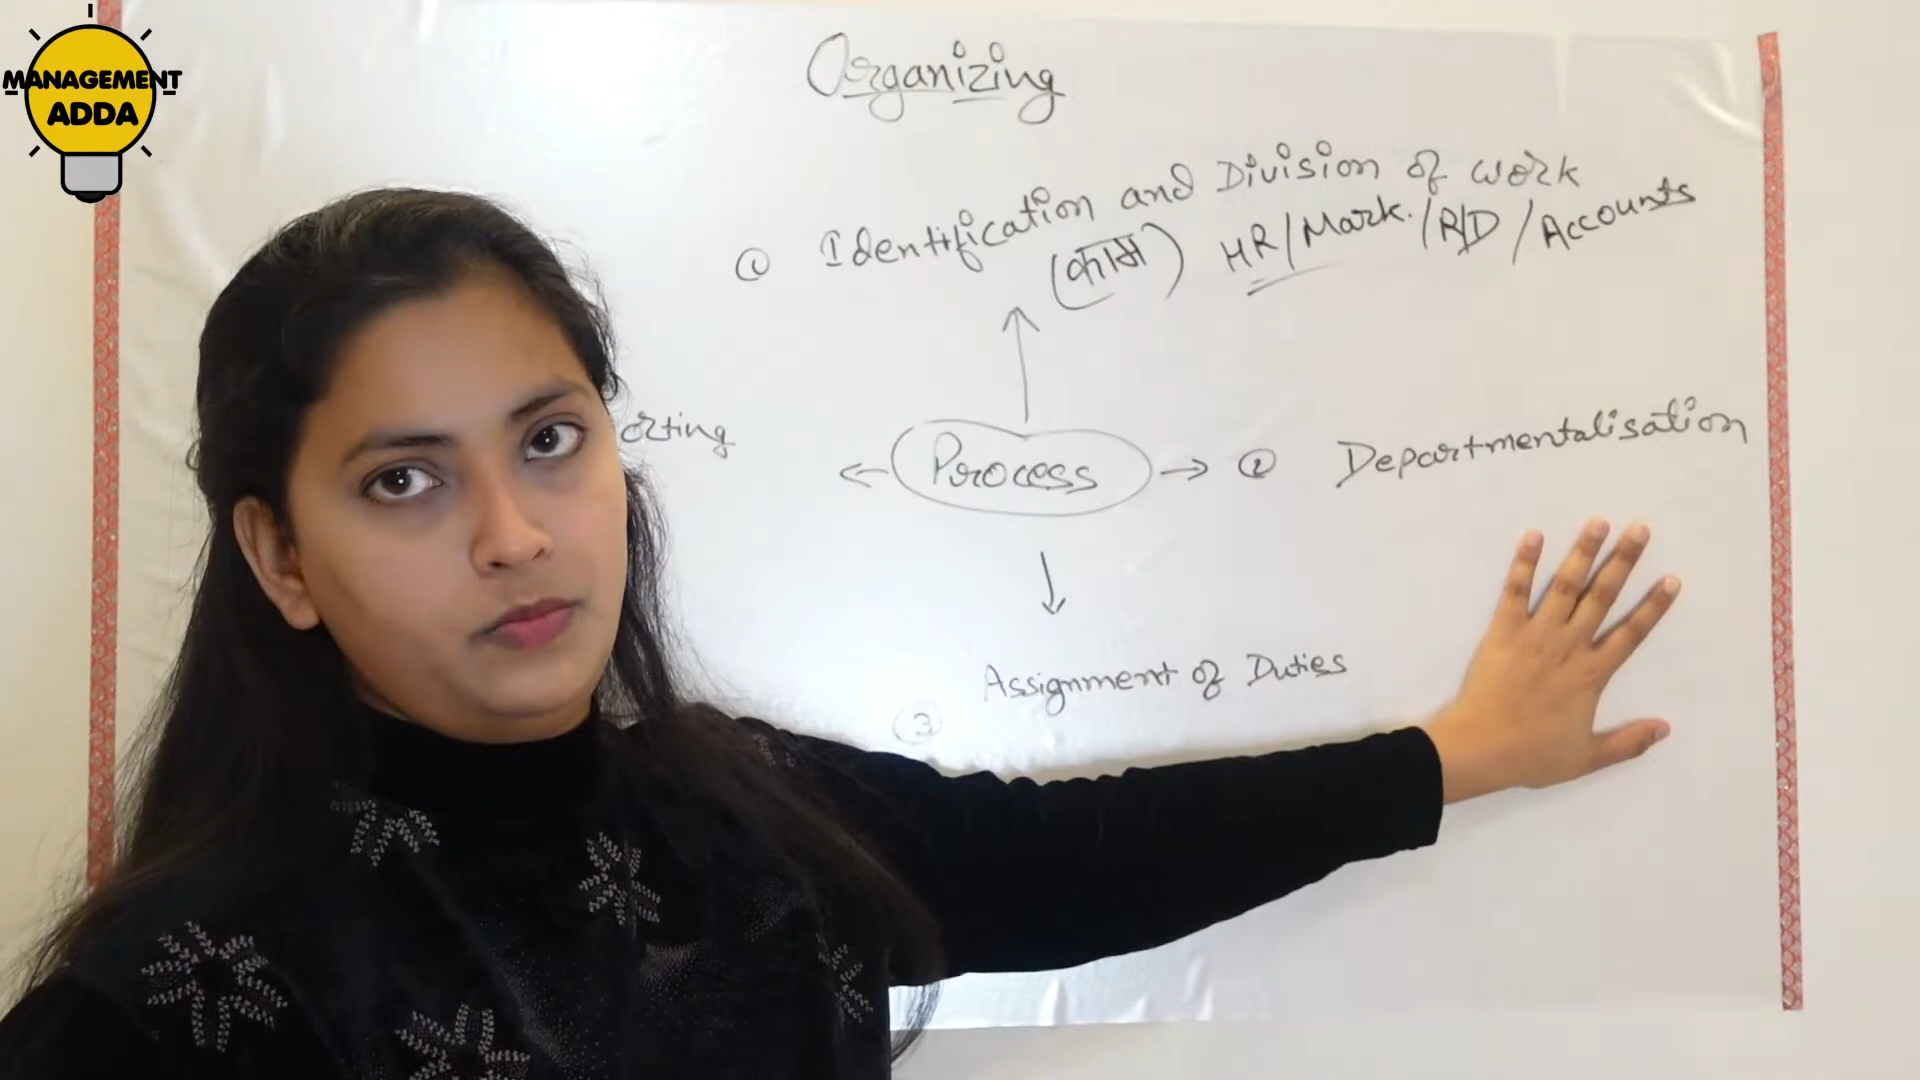 MANAGEMENT
ADDA
Organizing
① Identification and Division of work
(काम) HR/Mark./R/D/Accounts
orting
Process
② Departmentalisation
Assignment of Duties
③